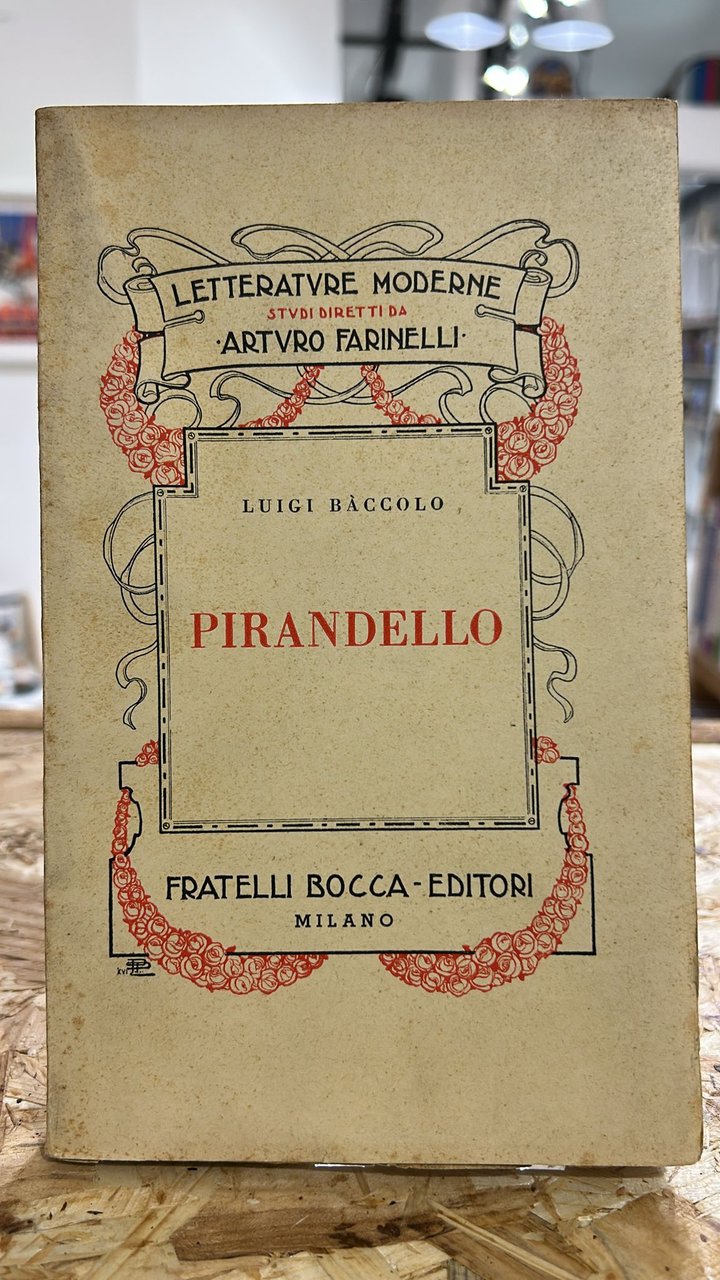 LETTERATVRE MODERNE
STVDI DIRETTI DA
·ARTVRO FARINELLI·
LUIGI BÀCCOLO
PIRANDELLO
FRATELLI BOCCA - EDITORI
MILANO